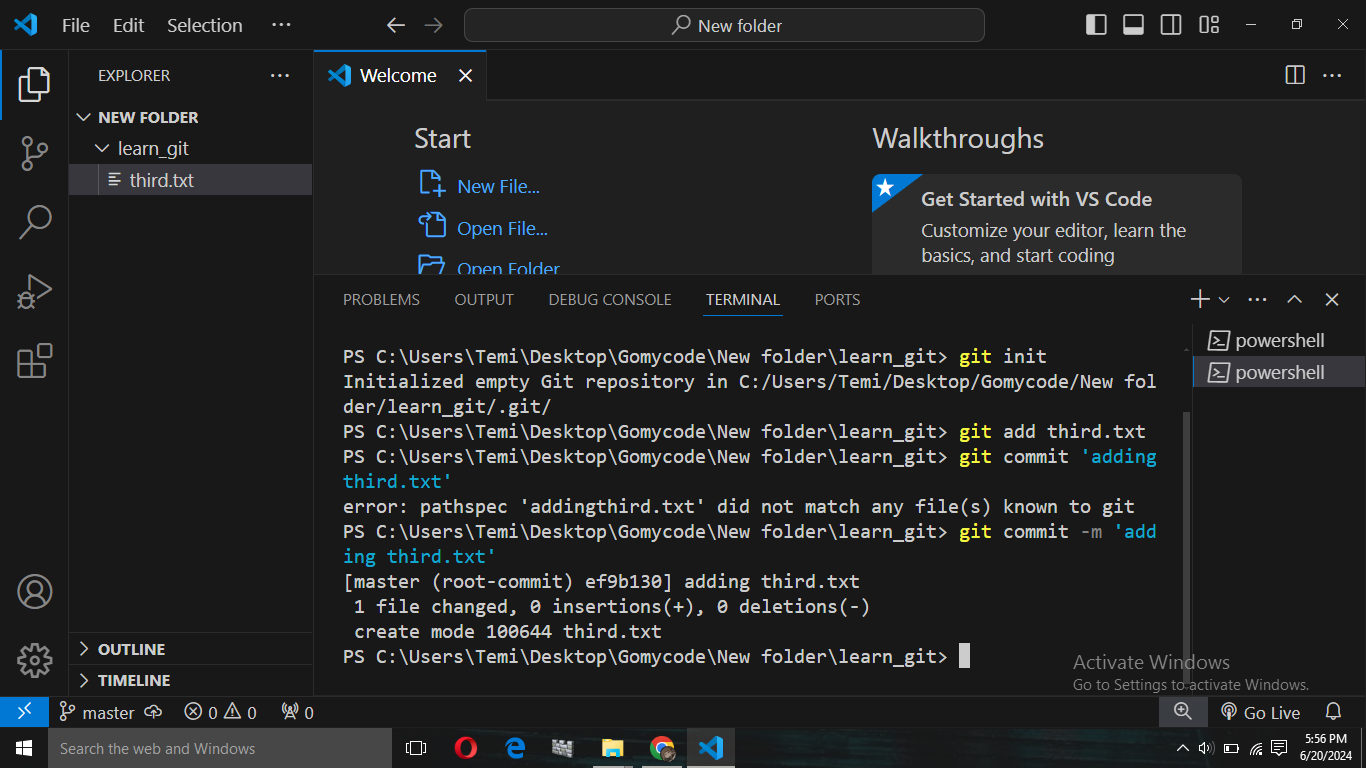 File Edit Selection ··· New folder
EXPLORER ···
Welcome
NEW FOLDER
learn_git
third.txt
Start
New File...
Open File...
Open Folder
Walkthroughs
Get Started with VS Code
Customize your editor, learn the
basics, and start coding
PROBLEMS OUTPUT DEBUG CONSOLE TERMINAL PORTS
powershell
powershell
PS C:\Users\Temi\Desktop\Gomycode\New folder\learn_git> git init
Initialized empty Git repository in C:/Users/Temi/Desktop/Gomycode/New fol
der/learn_git/.git/
PS C:\Users\Temi\Desktop\Gomycode\New folder\learn_git> git add third.txt
PS C:\Users\Temi\Desktop\Gomycode\New folder\learn_git> git commit 'adding
third.txt'
error: pathspec 'addingthird.txt' did not match any file(s) known to git
PS C:\Users\Temi\Desktop\Gomycode\New folder\learn_git> git commit -m 'add
ing third.txt'
[master (root-commit) ef9b130] adding third.txt
1 file changed, 0 insertions(+), 0 deletions(-)
create mode 100644 third.txt
PS C:\Users\Temi\Desktop\Gomycode\New folder\learn_git>
OUTLINE
TIMELINE
Activate Windows
Go to Settings to activate Windows.
master 0 0 0 Go Live
Search the web and Windows
5:56 PM
6/20/2024